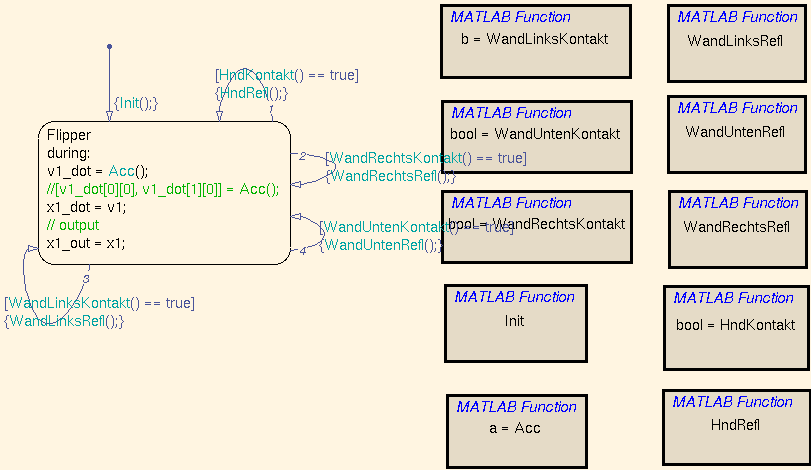 [HndKontakt() == true]
{HndRefl();}
1
{Init();}
Flipper
during:
v1_dot = Acc();
//[v1_dot[0][0], v1_dot[1][0]] = Acc();
x1_dot = v1;
// output
x1_out = x1;
2
[WandRechtsKontakt() == true]
{WandRechtsRefl();}
[WandUntenKontakt() == true]
{WandUntenRefl();}
4
3
[WandLinksKontakt() == true]
{WandLinksRefl();}
MATLAB Function
b = WandLinksKontakt
MATLAB Function
WandLinksRefl
MATLAB Function
bool = WandUntenKontakt
MATLAB Function
WandUntenRefl
MATLAB Function
bool = WandRechtsKontakt
MATLAB Function
WandRechtsRefl
MATLAB Function
Init
MATLAB Function
bool = HndKontakt
MATLAB Function
a = Acc
MATLAB Function
HndRefl